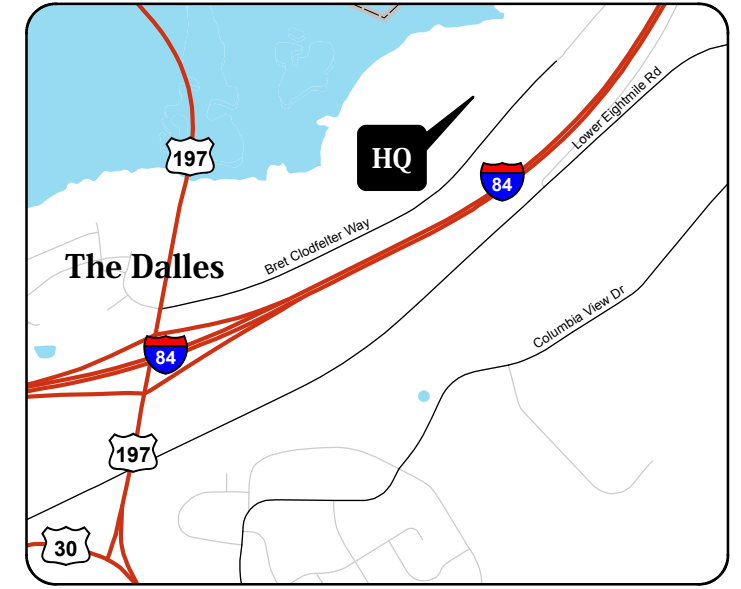 197
HQ
84
Lower Eightmile Rd
Bret Clodfelter Way
The Dalles
Columbia View Dr
84
197
30